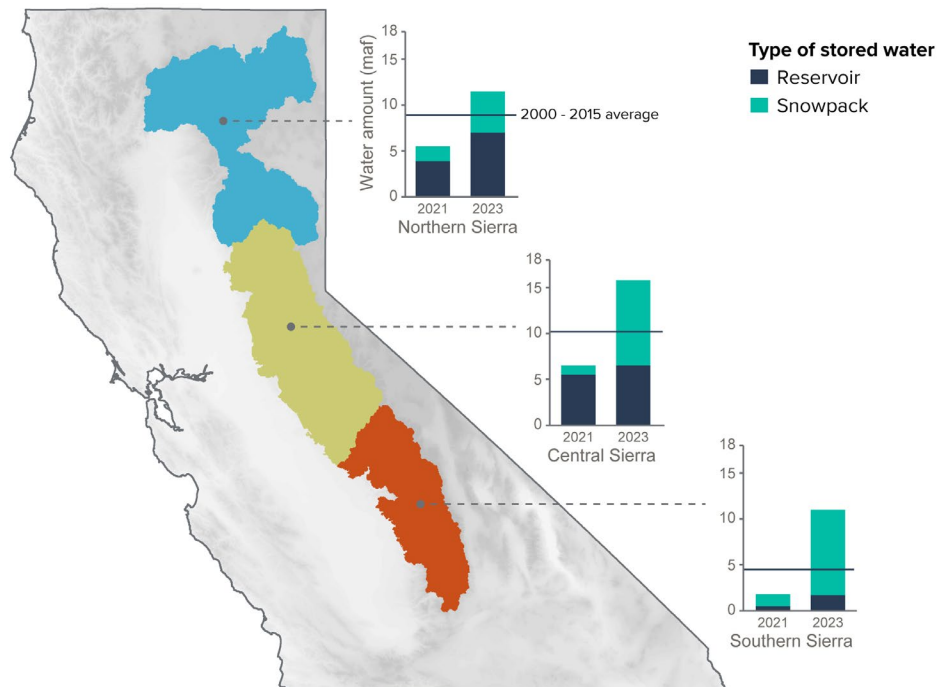 Type of stored water
Reservoir
Snowpack
Water amount (maf)
18
15
10
5
0
2000 - 2015 average
2021 2023
Northern Sierra
18
15
10
5
0
2021 2023
Central Sierra
18
15
10
5
0
2021 2023
Southern Sierra